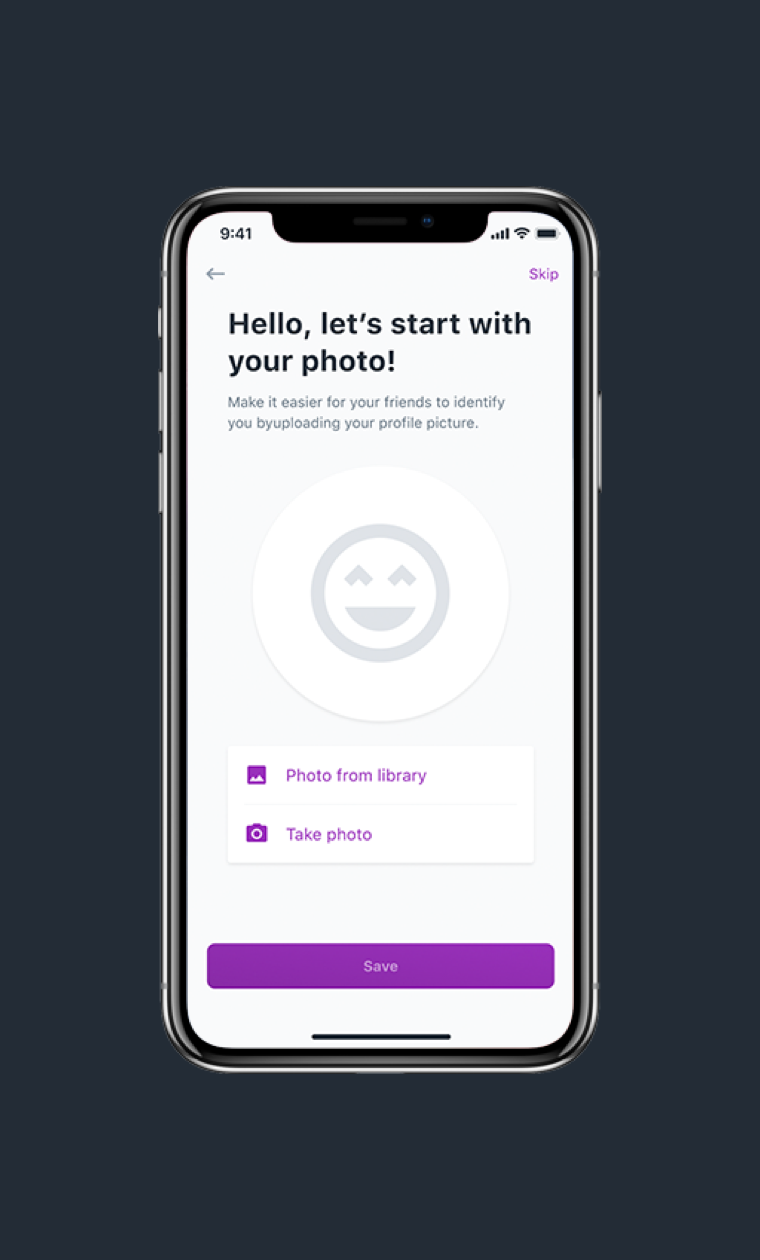 9:41
Skip
Hello, let’s start with
your photo!
Make it easier for your friends to identify
you byuploading your profile picture.
Photo from library
Take photo
Save